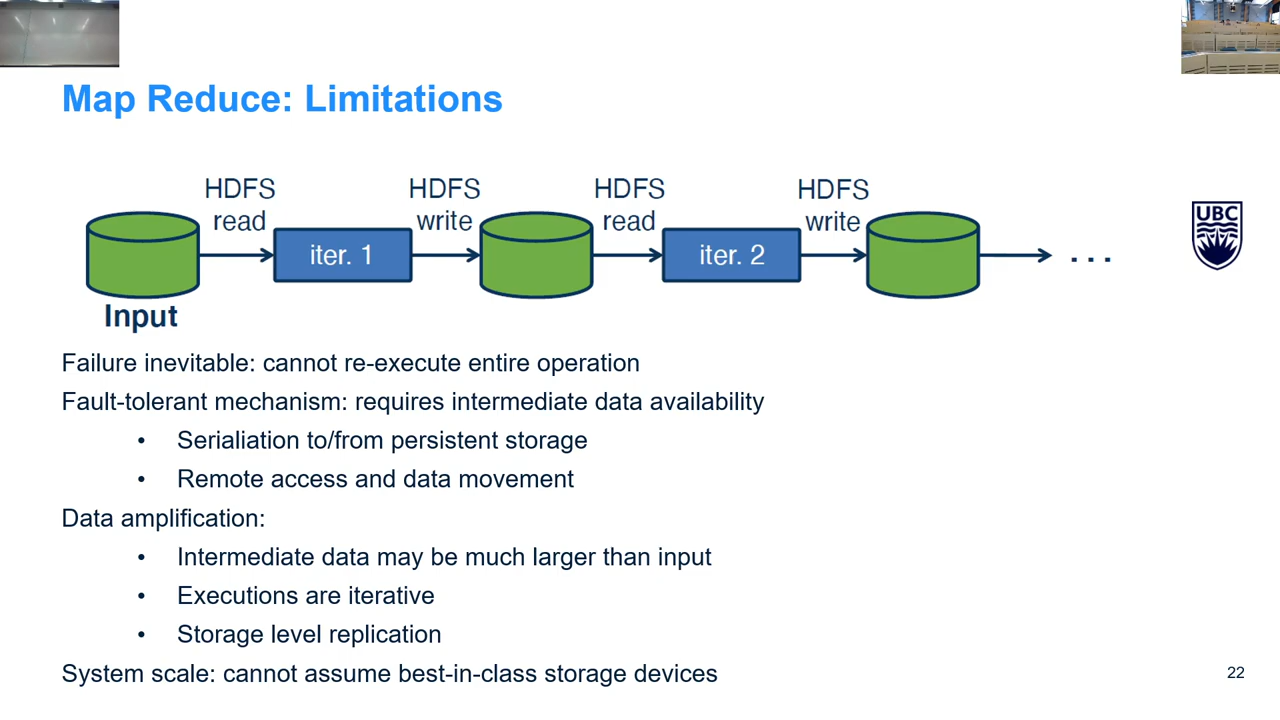 Map Reduce: Limitations
HDFS
read
HDFS
write
HDFS
read
HDFS
write
iter. 1
iter. 2
. . .
Input
UBC
Failure inevitable: cannot re-execute entire operation
Fault-tolerant mechanism: requires intermediate data availability
• Serialiation to/from persistent storage
• Remote access and data movement
Data amplification:
• Intermediate data may be much larger than input
• Executions are iterative
• Storage level replication
System scale: cannot assume best-in-class storage devices
22